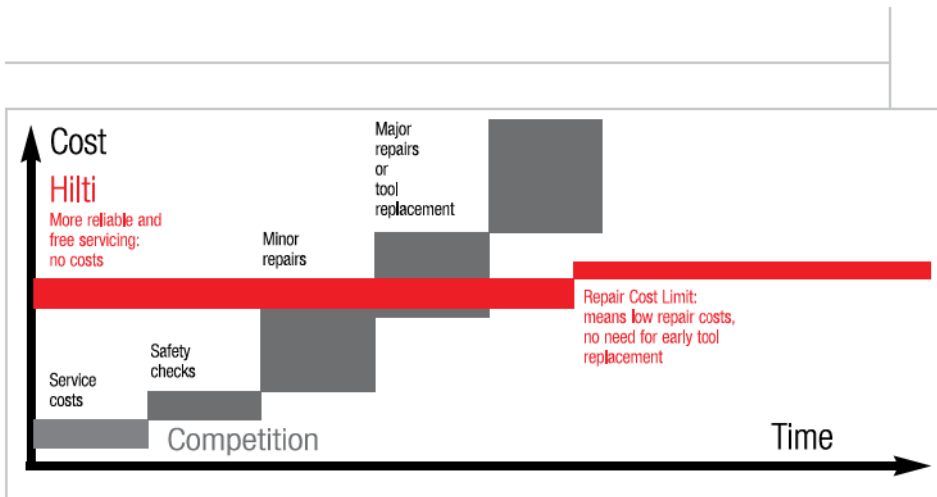 Cost
Hilti
More reliable and
free servicing:
no costs
Major
repairs
or
tool
replacement
Minor
repairs
Repair Cost Limit:
means low repair costs,
no need for early tool
replacement
Safety
checks
Service
costs
Competition
Time